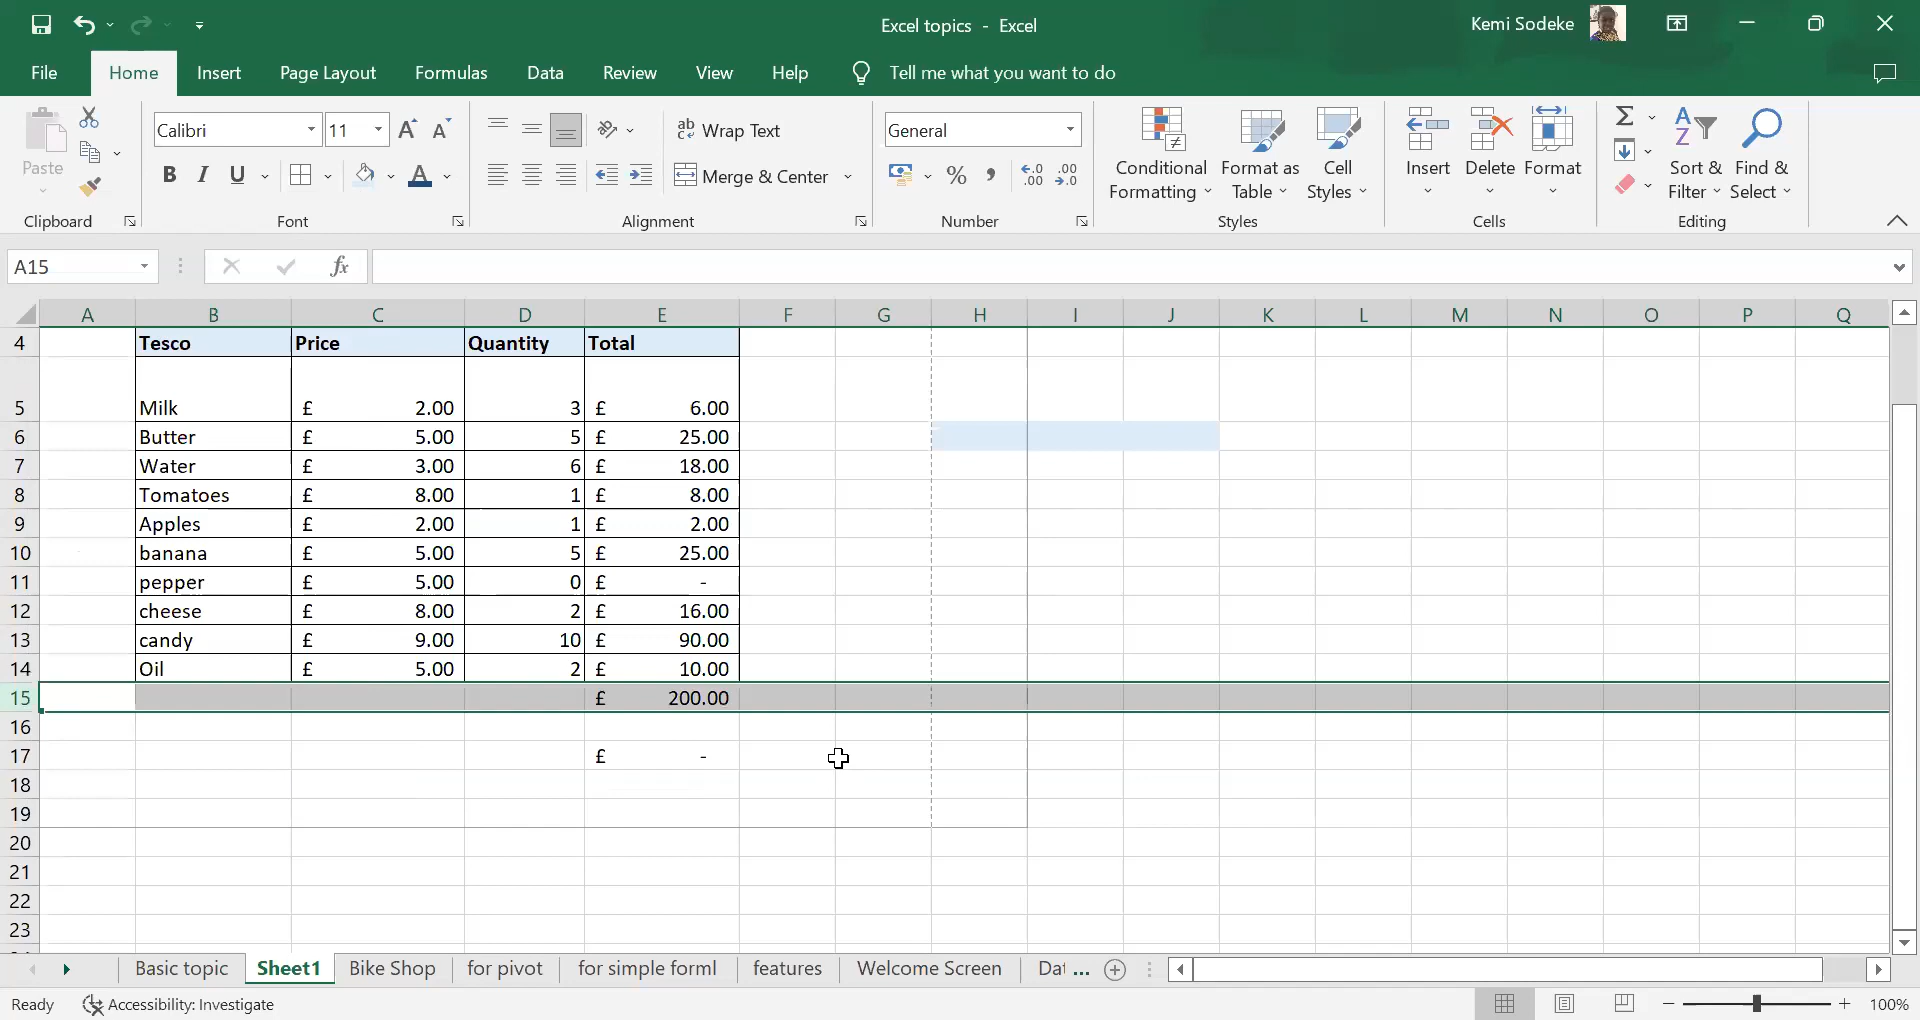 Excel topics - Excel
Kemi Sodeke
File Home Insert Page Layout Formulas Data Review View Help Tell me what you want to do
Paste
Clipboard
Calibri 11
B I U
Font
Wrap Text
Merge & Center
Alignment
General
% ,
Number
Conditional Formatting
Format as Table
Cell Styles
Styles
Insert Delete Format
Cells
Sort & Filter
Find & Select
Editing
A15 fx
A B C D E F G H I J K L M N O P Q
4 Tesco Price Quantity Total
5 Milk £ 2.00 3 £ 6.00
6 Butter £ 5.00 5 £ 25.00
7 Water £ 3.00 6 £ 18.00
8 Tomatoes £ 8.00 1 £ 8.00
9 Apples £ 2.00 1 £ 2.00
10 banana £ 5.00 5 £ 25.00
11 pepper £ 5.00 0 £ -
12 cheese £ 8.00 2 £ 16.00
13 candy £ 9.00 10 £ 90.00
14 Oil £ 5.00 2 £ 10.00
15 £ 200.00
16
17 £ -
18
19
20
21
22
23
Basic topic Sheet1 Bike Shop for pivot for simple forml features Welcome Screen Dat ...
Ready Accessibility: Investigate 100%